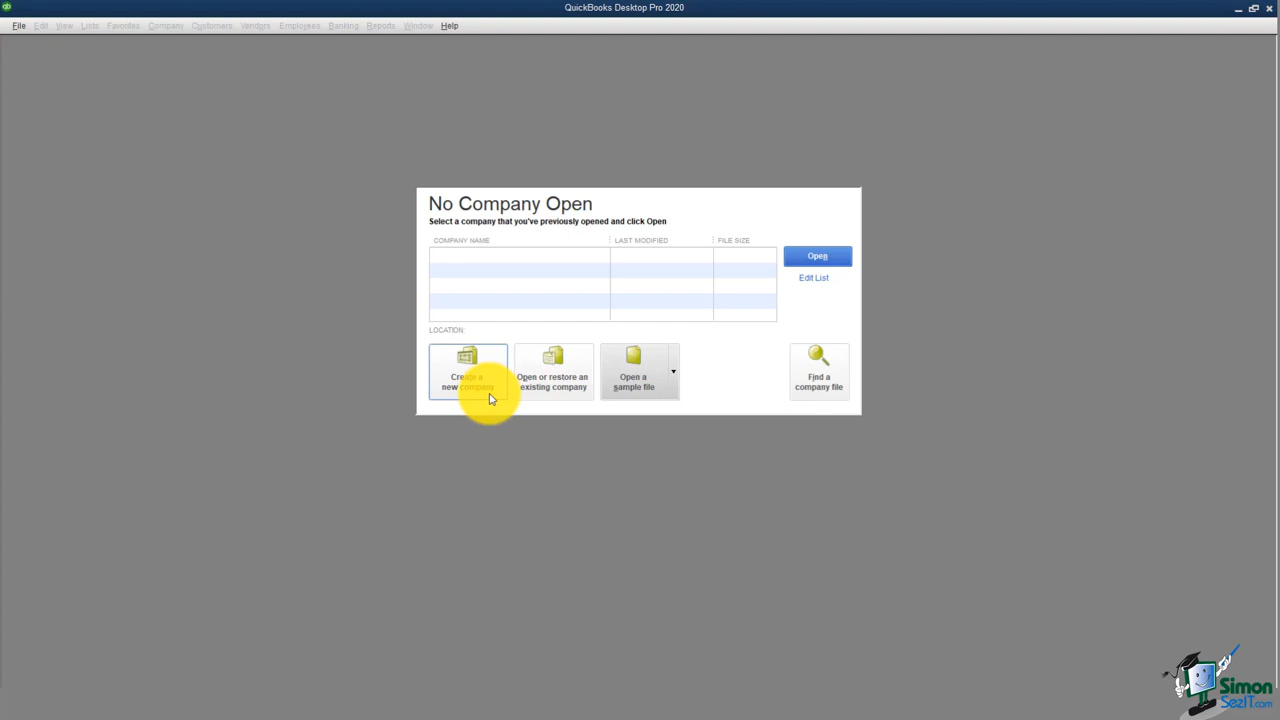 QuickBooks Desktop Pro 2020
File Edit View Lists Favorites Company Customers Vendors Employees Banking Reports Window Help
No Company Open
Select a company that you've previously opened and click Open
COMPANY NAME LAST MODIFIED FILE SIZE
Open
Edit List
LOCATION:
Create a
new company
Open or restore an
existing company
Open a
sample file
Find a
company file
Simon
SezIT.com